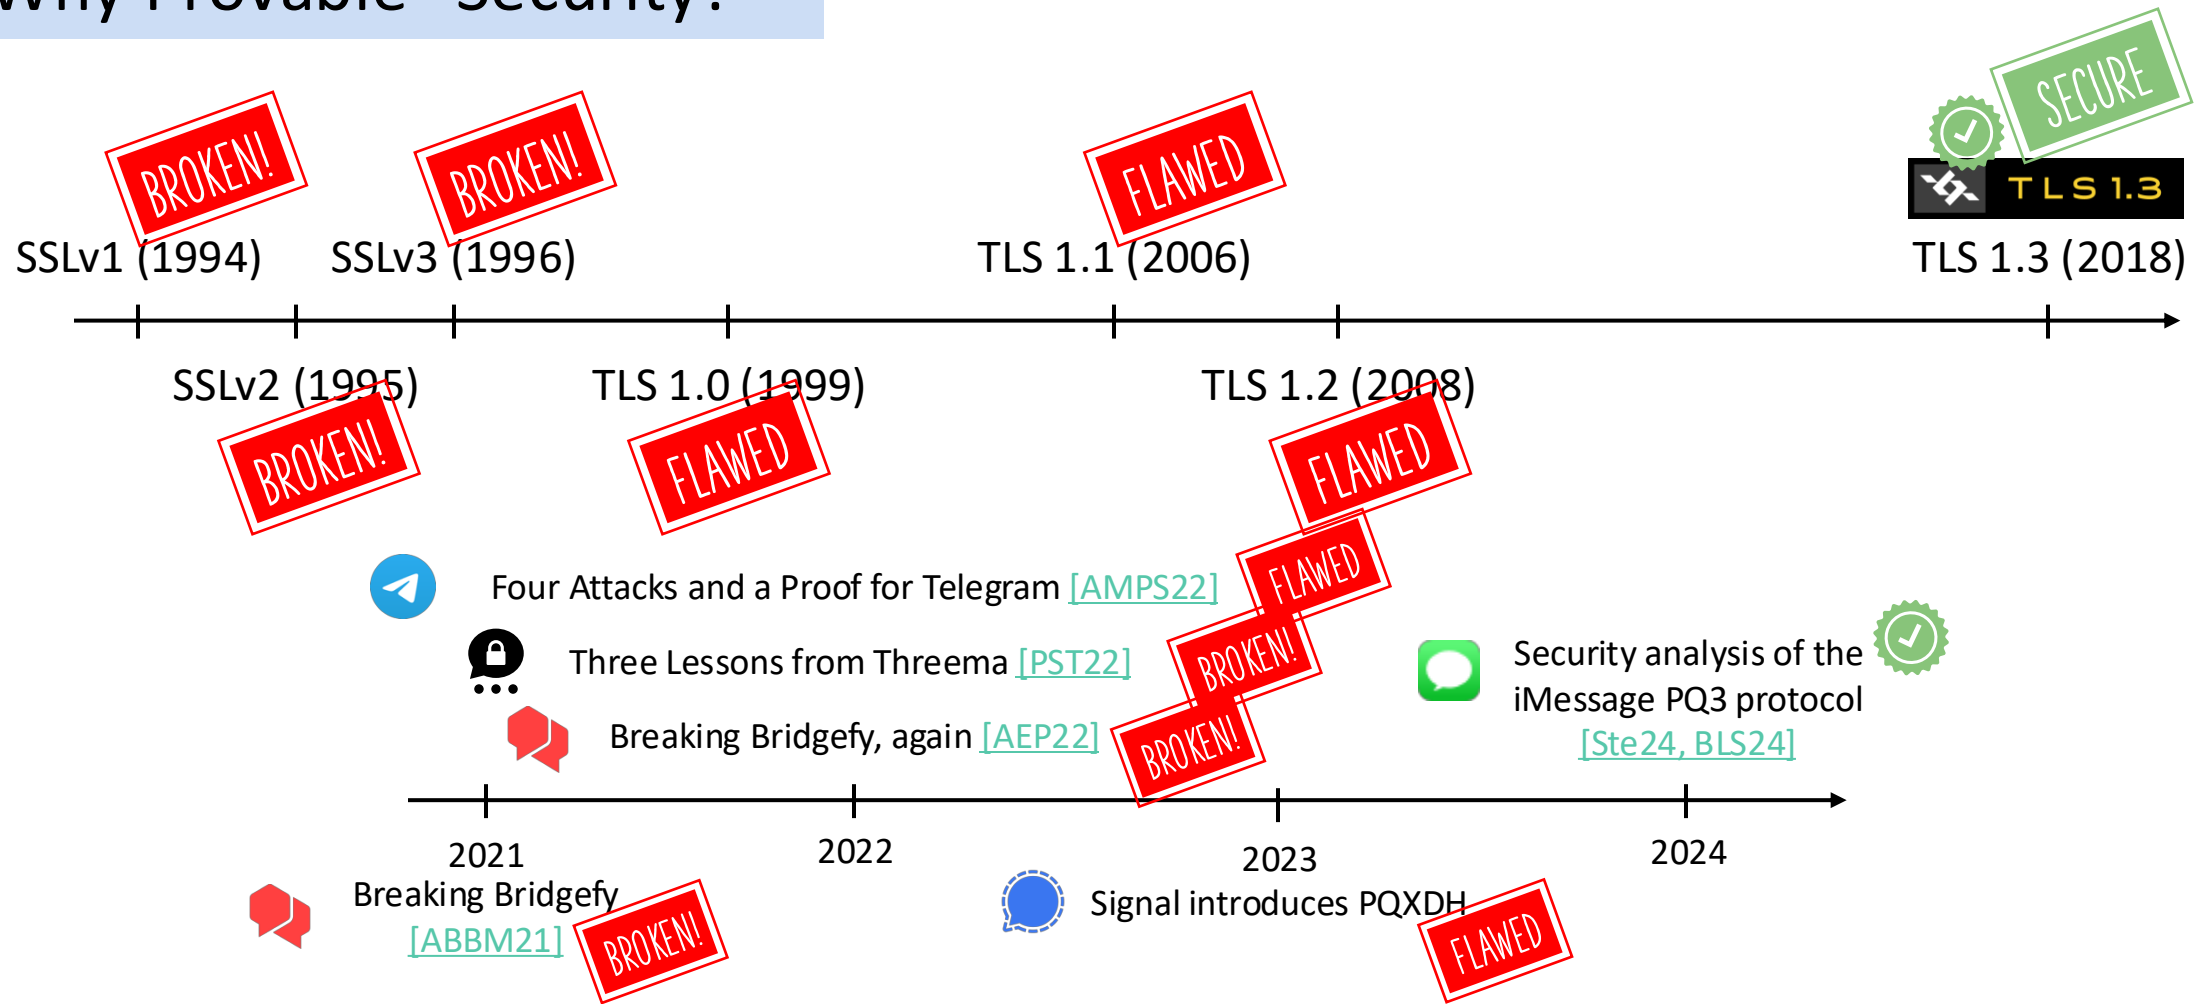 Why Provable Security?
SECURE
BROKEN!
BROKEN!
FLAWED
TLS 1.3
SSLv1 (1994)
SSLv3 (1996)
TLS 1.1 (2006)
TLS 1.3 (2018)
SSLv2 (1995)
TLS 1.0 (1999)
TLS 1.2 (2008)
BROKEN!
FLAWED
FLAWED
Four Attacks and a Proof for Telegram [AMPS22]
FLAWED
Three Lessons from Threema [PST22]
BROKEN!
Breaking Bridgefy, again [AEP22]
BROKEN!
Security analysis of the
iMessage PQ3 protocol
[Ste24, BLS24]
2021
2022
2023
2024
Breaking Bridgefy
[ABBM21]
BROKEN!
Signal introduces PQXDH
FLAWED